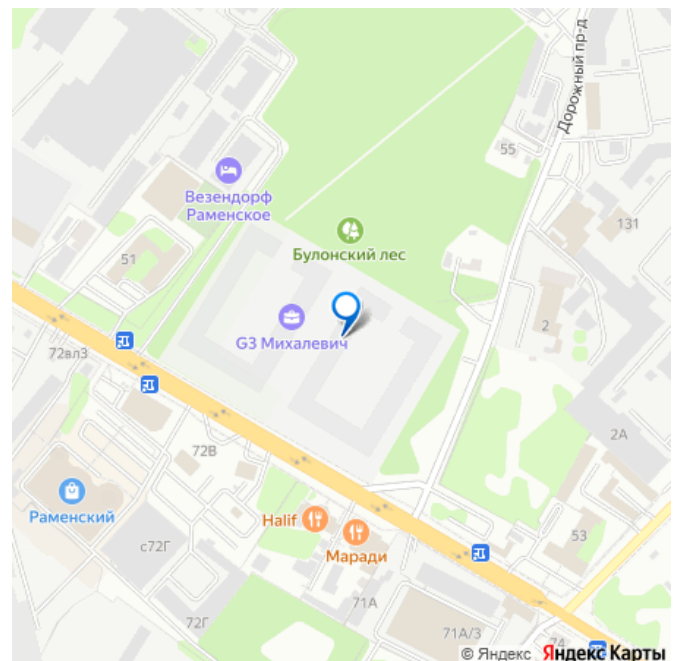 Дорожный пр-д
55
Везендорф
Раменское
131
Булонский лес
51
2
G3 Михалевич
72вл3
2А
72В
Раменский
Halif
с72Г
Маради
53
71А
72Г
71А/3
74
© Яндекс Яндекс Карты